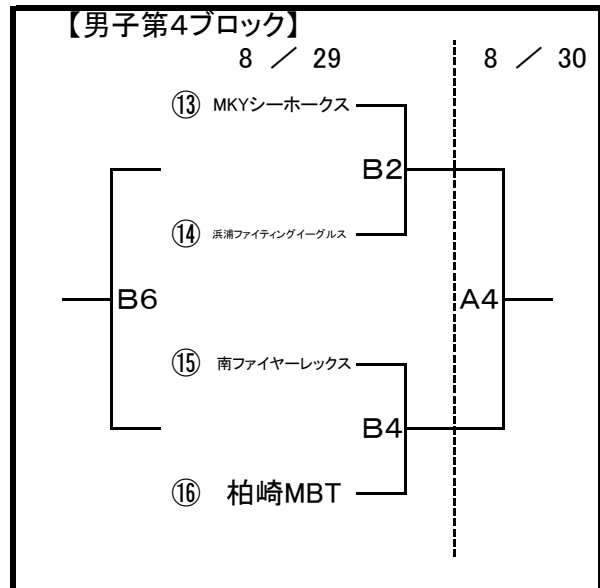 【男子第4ブロック】
8 ／ 29
8 ／ 30
⑬ MKYシーホークス
B2
⑭ 浜浦ファイティングイーグルス
B6
A4
⑮ 南ファイヤーレックス
B4
⑯ 柏崎MBT